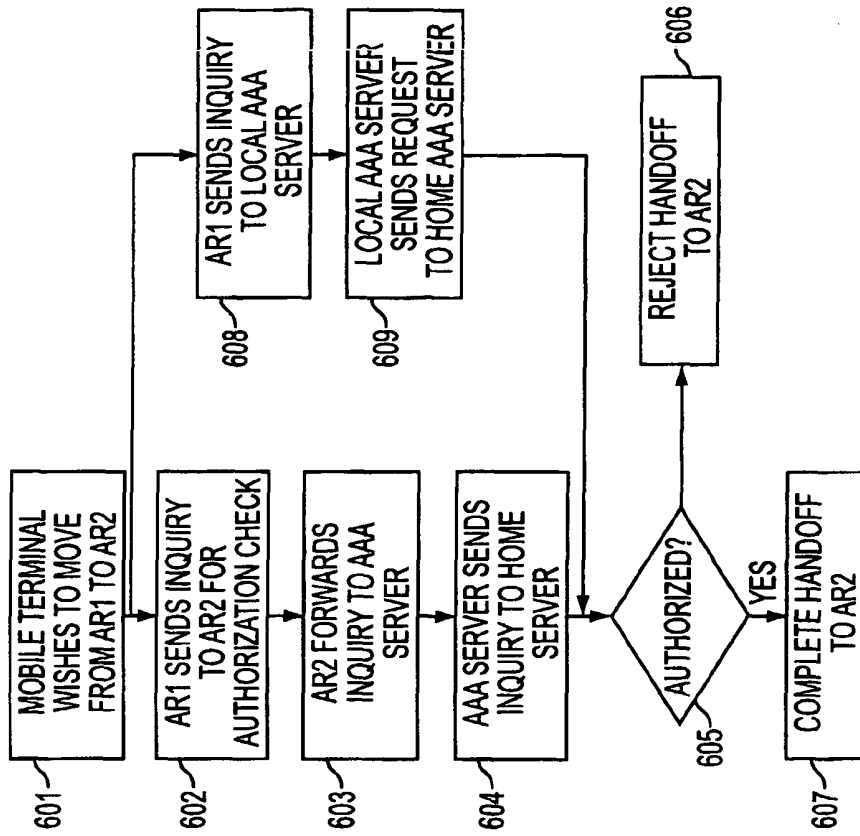 MOBILE TERMINAL
WISHES TO MOVE
FROM AR1 TO AR2
601
AR1 SENDS INQUIRY
TO AR2 FOR
AUTHORIZATION CHECK
602
AR2 FORWARDS
INQUIRY TO AAA
SERVER
603
AAA SERVER SENDS
INQUIRY TO HOME
SERVER
604
AR1 SENDS INQUIRY
TO LOCAL AAA
SERVER
608
LOCAL AAA SERVER
SENDS REQUEST
TO HOME AAA SERVER
609
AUTHORIZED?
605
YES
REJECT HANDOFF
TO AR2
606
COMPLETE HANDOFF
TO AR2
607